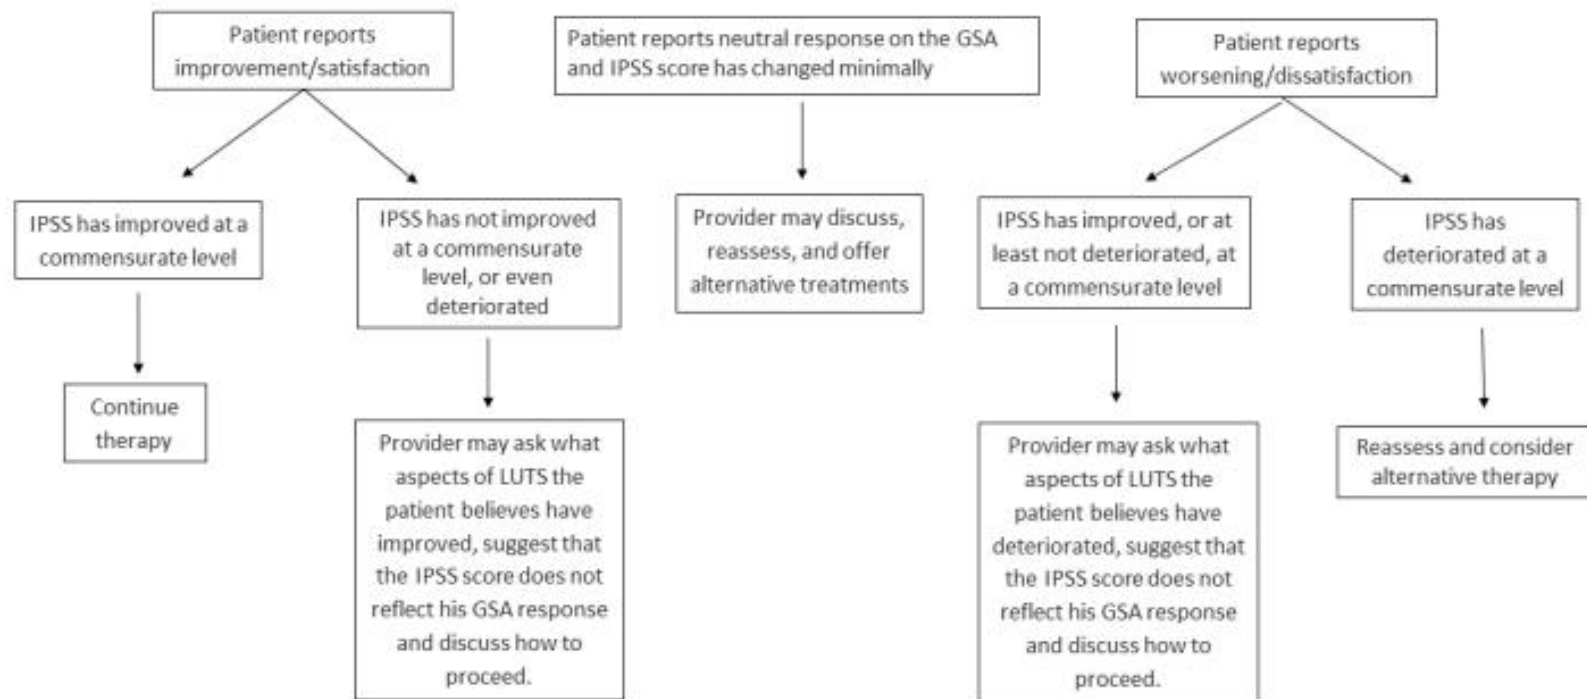 Patient reports
improvement/satisfaction
Patient reports neutral response on the GSA
and IPSS score has changed minimally
Patient reports
worsening/dissatisfaction
IPSS has improved at a
commensurate level
IPSS has not improved
at a commensurate
level, or even
deteriorated
Provider may discuss,
reassess, and offer
alternative treatments
IPSS has improved, or at
least not deteriorated, at
a commensurate level
IPSS has
deteriorated at a
commensurate level
Continue
therapy
Provider may ask what
aspects of LUTS the
patient believes have
improved, suggest that
the IPSS score does not
reflect his GSA response
and discuss how to
proceed.
Provider may ask what
aspects of LUTS the
patient believes have
deteriorated, suggest that
the IPSS score does not
reflect his GSA response
and discuss how to
proceed.
Reassess and consider
alternative therapy